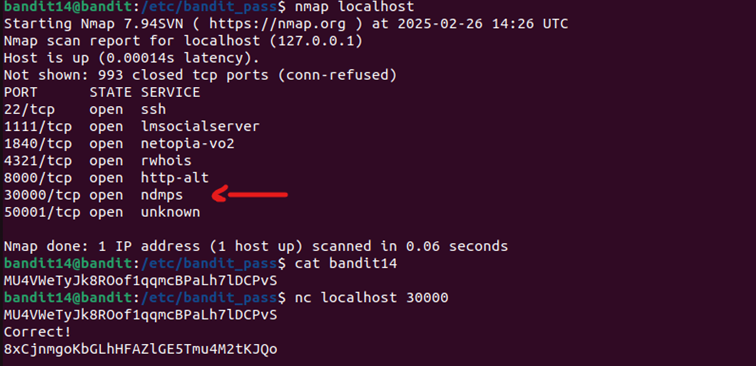 bandit14@bandit:/etc/bandit_pass$ nmap localhost
Starting Nmap 7.94SVN ( https://nmap.org ) at 2025-02-26 14:26 UTC
Nmap scan report for localhost (127.0.0.1)
Host is up (0.00014s latency).
Not shown: 993 closed tcp ports (conn-refused)
PORT      STATE SERVICE
22/tcp    open  ssh
1111/tcp  open  lmsocialserver
1840/tcp  open  netopia-vo2
4321/tcp  open  rwhois
8000/tcp  open  http-alt
30000/tcp open  ndmps
50001/tcp open  unknown
Nmap done: 1 IP address (1 host up) scanned in 0.06 seconds
bandit14@bandit:/etc/bandit_pass$ cat bandit14
MU4VWeTyJk8ROof1qqmcBPaLh7lDCPvS
bandit14@bandit:/etc/bandit_pass$ nc localhost 30000
MU4VWeTyJk8ROof1qqmcBPaLh7lDCPvS
Correct!
8xCjnmgoKbGLhHFAZlGE5Tmu4M2tKJQo